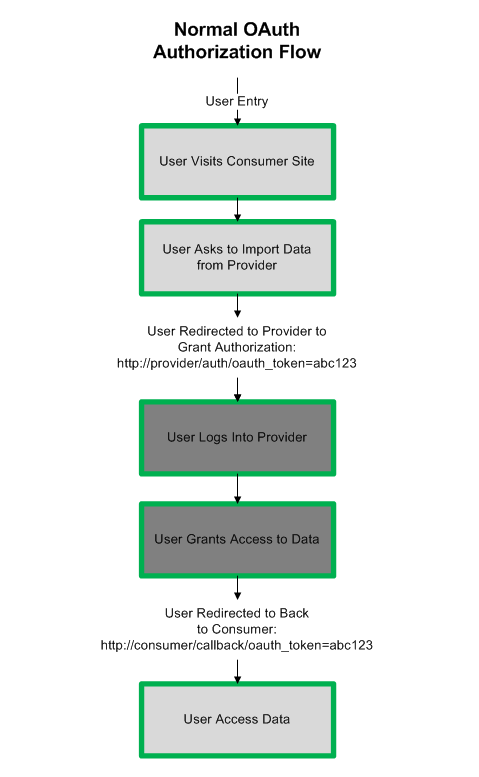 Normal OAuth
Authorization Flow
User Entry
User Visits Consumer Site
User Asks to Import Data
from Provider
User Redirected to Provider to
Grant Authorization:
http://provider/auth/oauth_token=abc123
User Logs Into Provider
User Grants Access to Data
User Redirected to Back
to Consumer:
http://consumer/callback/oauth_token=abc123
User Access Data